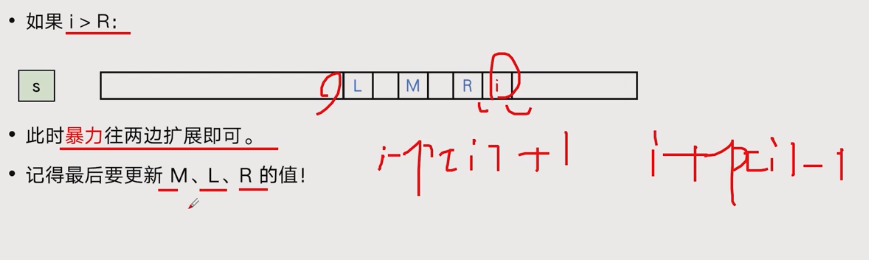 • 如果 i > R:
s L M R i
• 此时暴力往两边扩展即可。
i-p[i]+1 i+p[i]-1
• 记得最后要更新 M、L、R 的值!